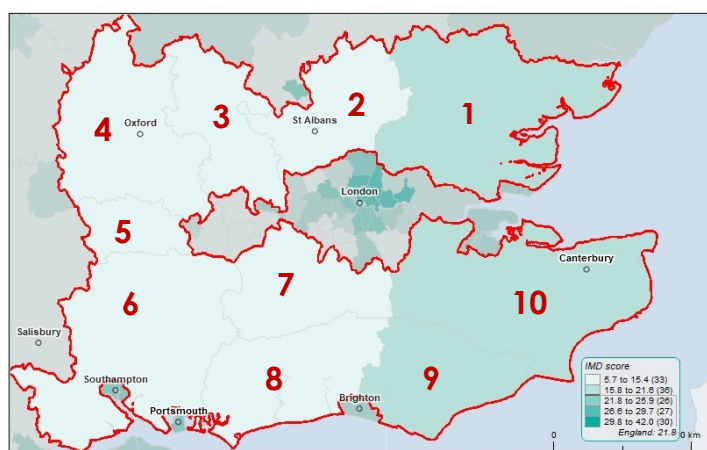 4
Oxford
3
2
St Albans
1
London
5
6
7
Canterbury
10
Salisbury
Southampton
Portsmouth
8
Brighton
9
IMD score
5.7 to 15.4 (33)
15.8 to 21.6 (36)
21.8 to 25.9 (26)
26.6 to 29.7 (27)
29.8 to 42.0 (30)
England: 21.8
0
km